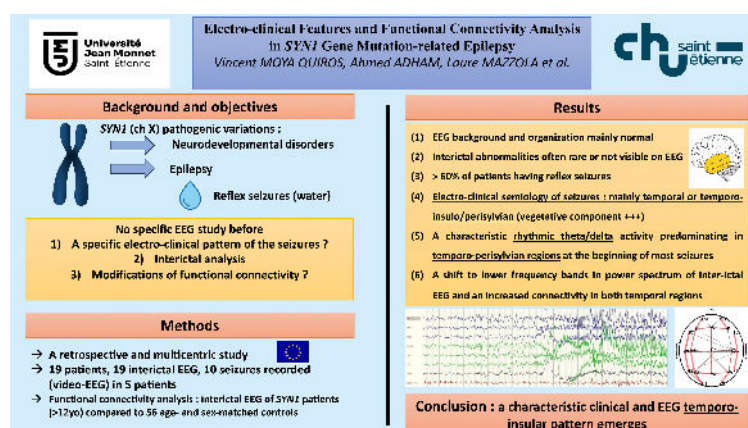 Université
Jean Monnet
Saint-Étienne
Electro-clinical Features and Functional Connectivity Analysis
in SYN1 Gene Mutation-related Epilepsy
Vincent MOYA QUIROS, Ahmed ADHAM, Laure MAZZOLA et al.
chu saint étienne
Background and objectives
SYN1 (ch X) pathogenic variations :
Neurodevelopmental disorders
Epilepsy
Reflex seizures (water)
No specific EEG study before
1) A specific electro-clinical pattern of the seizures ?
2) Interictal analysis
3) Modifications of functional connectivity ?
Methods
→ A retrospective and multicentric study
→ 19 patients, 19 interictal EEG, 10 seizures recorded
(video-EEG) in 5 patients
→ Functional connectivity analysis : interictal EEG of SYN1 patients
(>12yo) compared to 56 age- and sex-matched controls
Results
(1) EEG background and organization mainly normal
(2) Interictal abnormalities often rare or not visible on EEG
(3) > 60% of patients having reflex seizures
(4) Electro-clinical semiology of seizures : mainly temporal or temporo-
insulo/perisylvian (vegetative component +++)
(5) A characteristic rhythmic theta/delta activity predominating in
temporo-perisylvian regions at the beginning of most seizures
(6) A shift to lower frequency bands in power spectrum of inter-ictal
EEG and an increased connectivity in both temporal regions
Conclusion : a characteristic clinical and EEG temporo-
insular pattern emerges